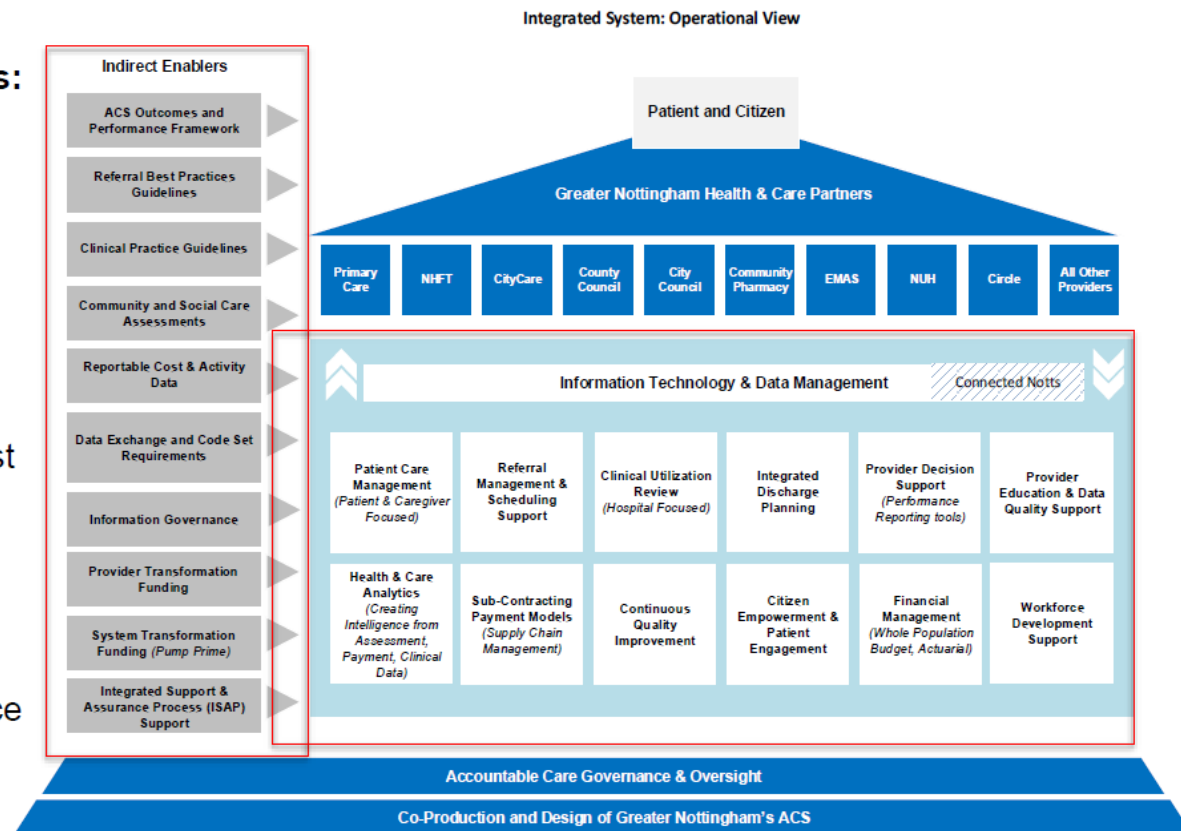 Integrated System: Operational View
s:
st
ce
Indirect Enablers
ACS Outcomes and
Performance Framework
Referral Best Practices
Guidelines
Clinical Practice Guidelines
Community and Social Care
Assessments
Reportable Cost & Activity
Data
Data Exchange and Code Set
Requirements
Information Governance
Provider Transformation
Funding
System Transformation
Funding (Pump Prime)
Integrated Support &
Assurance Process (ISAP)
Support
Patient and Citizen
Greater Nottingham Health & Care Partners
Primary
Care
NHFT
CityCare
County
Council
City
Council
Community
Pharmacy
EMAS
NUH
Circle
All Other
Providers
Information Technology & Data Management
Connected Notts
Patient Care
Management
(Patient & Caregiver
Focused)
Referral
Management &
Scheduling
Support
Clinical Utilization
Review
(Hospital Focused)
Integrated
Discharge
Planning
Provider Decision
Support
(Performance
Reporting tools)
Provider
Education & Data
Quality Support
Health & Care
Analytics
(Creating
Intelligence from
Assessment,
Payment, Clinical
Data)
Sub-Contracting
Payment Models
(Supply Chain
Management)
Continuous
Quality
Improvement
Citizen
Empowerment &
Patient
Engagement
Financial
Management
(Whole Population
Budget, Actuarial)
Workforce
Development
Support
Accountable Care Governance & Oversight
Co-Production and Design of Greater Nottingham's ACS